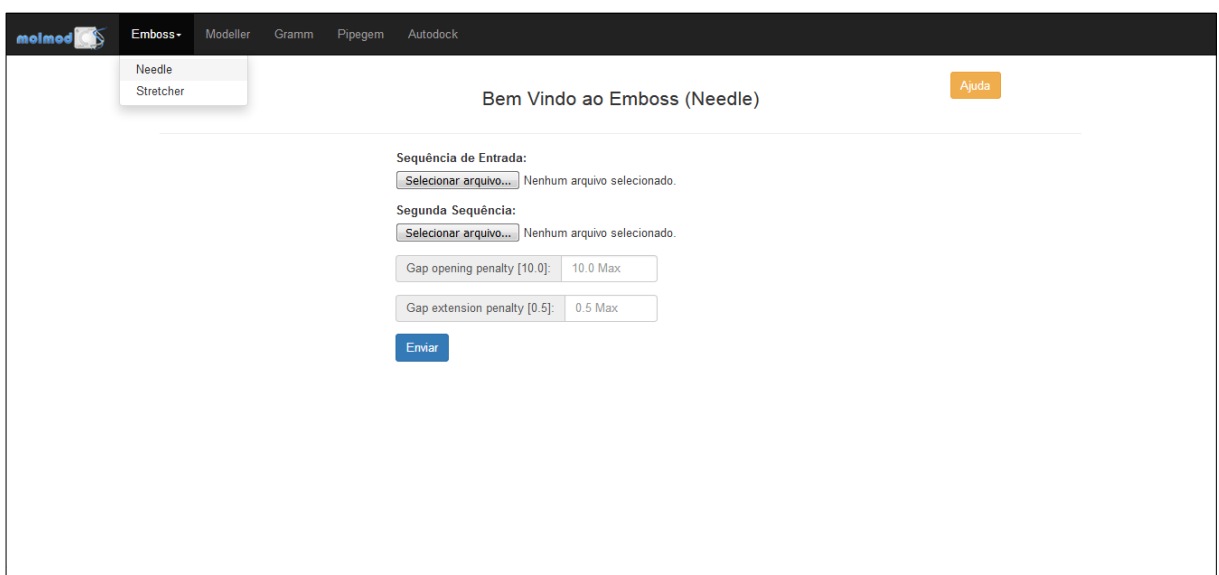 molmod Emboss Modeller Gramm Pipegem Autodock
Needle
Stretcher
Bem Vindo ao Emboss (Needle)
Ajuda
Sequência de Entrada:
Selecionar arquivo... Nenhum arquivo selecionado.
Segunda Sequência:
Selecionar arquivo... Nenhum arquivo selecionado.
Gap opening penalty [10.0]: 10.0 Max
Gap extension penalty [0.5]: 0.5 Max
Enviar